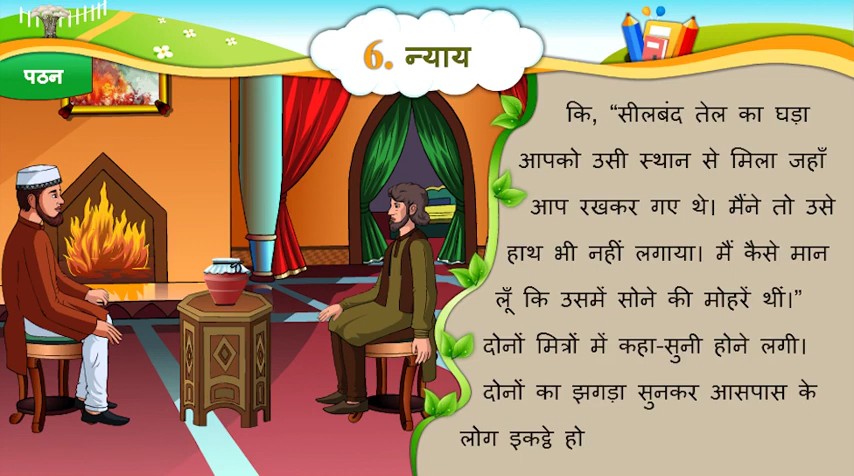 6. न्याय
पठन
कि, “सीलबंद तेल का घड़ा
आपको उसी स्थान से मिला जहाँ
आप रखकर गए थे। मैंने तो उसे
हाथ भी नहीं लगाया। मैं कैसे मान
लूँ कि उसमें सोने की मोहरें थीं।”
दोनों मित्रों में कहा-सुनी होने लगी।
दोनों का झगड़ा सुनकर आसपास के
लोग इकट्ठे हो